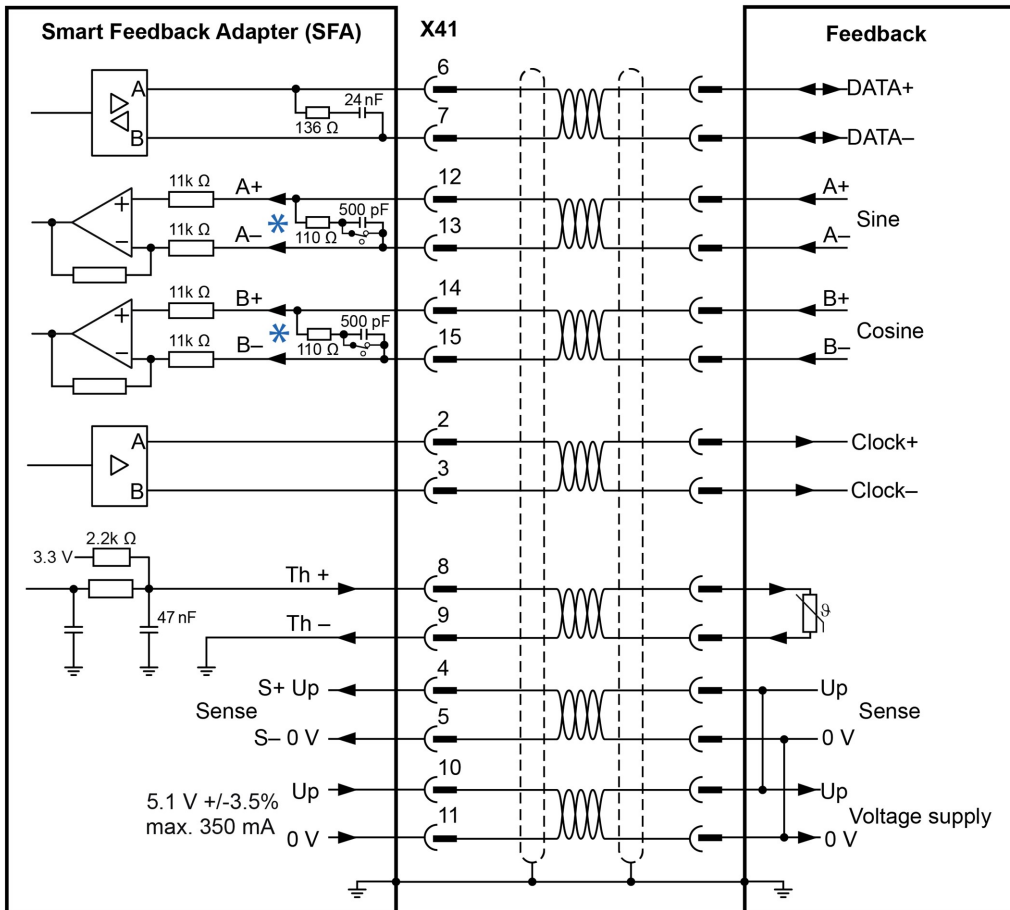 Smart Feedback Adapter (SFA) X41 Feedback
A 6 DATA+
24 nF
136 Ω
B 7 DATA–
11k Ω A+ 12 A+
+ 500 pF Sine
* 110 Ω
– 11k Ω A– 13 A–
11k Ω B+ 14 B+
+ 500 pF Cosine
* 110 Ω
– 11k Ω B– 15 B–
A 2 Clock+
B 3 Clock–
2.2k Ω
3.3 V
Th + 8
47 nF ϑ
Th – 9
S+ Up 4 Up
Sense Sense
S– 0 V 5 0 V
Up 10 Up
5.1 V +/-3.5% Voltage supply
max. 350 mA
0 V 11 0 V